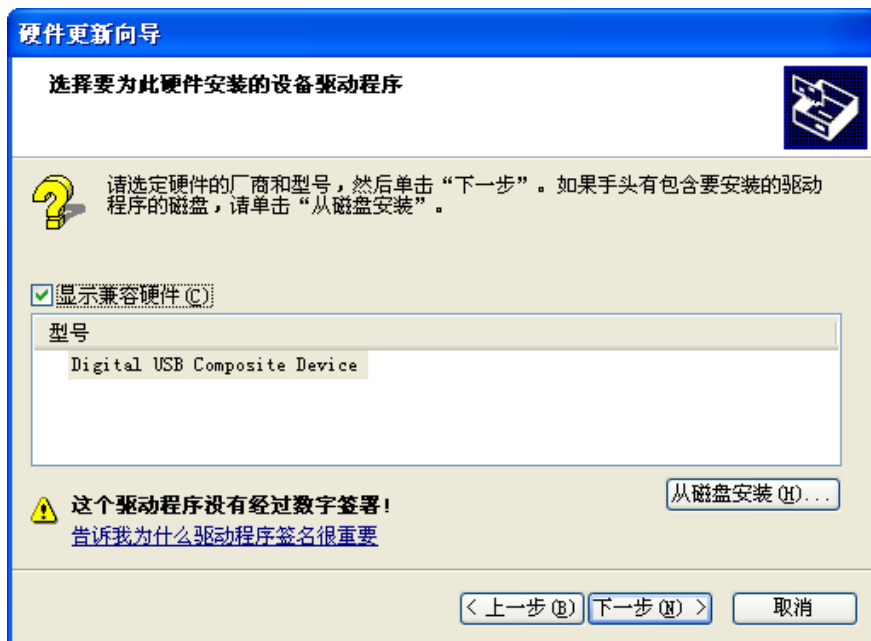 硬件更新向导
选择要为此硬件安装的设备驱动程序
请选定硬件的厂商和型号，然后单击“下一步”。如果手头有包含要安装的驱动
程序的磁盘，请单击“从磁盘安装”。
显示兼容硬件(C)
型号
Digital USB Composite Device
这个驱动程序没有经过数字签署!
告诉我为什么驱动程序签名很重要
从磁盘安装(H)...
< 上一步(B)
下一步(N) >
取消